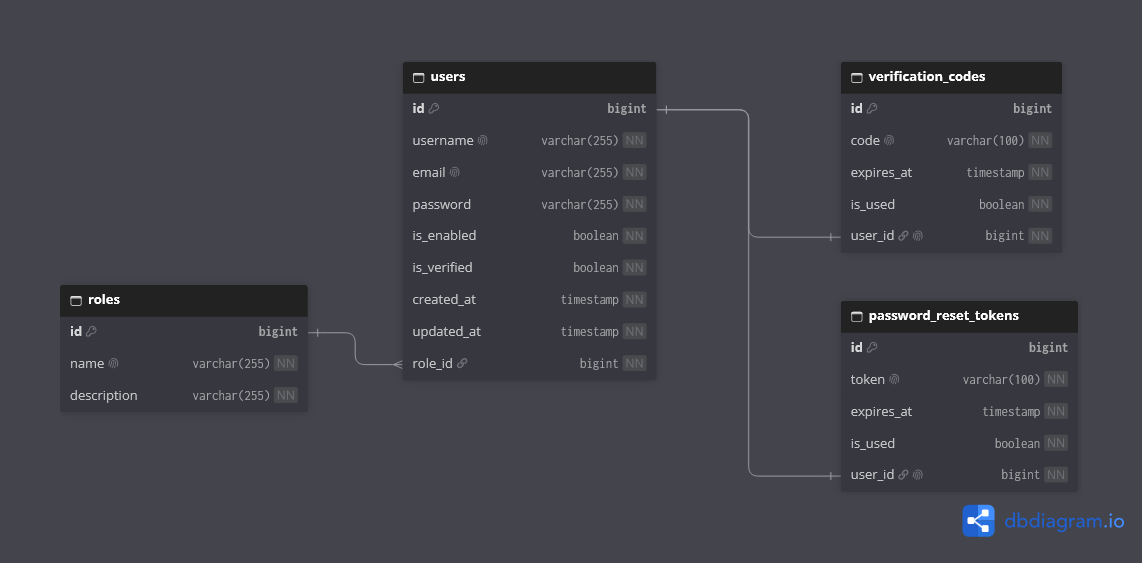 users
id bigint
username varchar(255) NN
email varchar(255) NN
password varchar(255) NN
is_enabled boolean NN
is_verified boolean NN
created_at timestamp NN
updated_at timestamp NN
role_id bigint NN
roles
id bigint
name varchar(255) NN
description varchar(255) NN
verification_codes
id bigint
code varchar(100) NN
expires_at timestamp NN
is_used boolean NN
user_id bigint NN
password_reset_tokens
id bigint
token varchar(100) NN
expires_at timestamp NN
is_used boolean NN
user_id bigint NN
dbdiagram.io